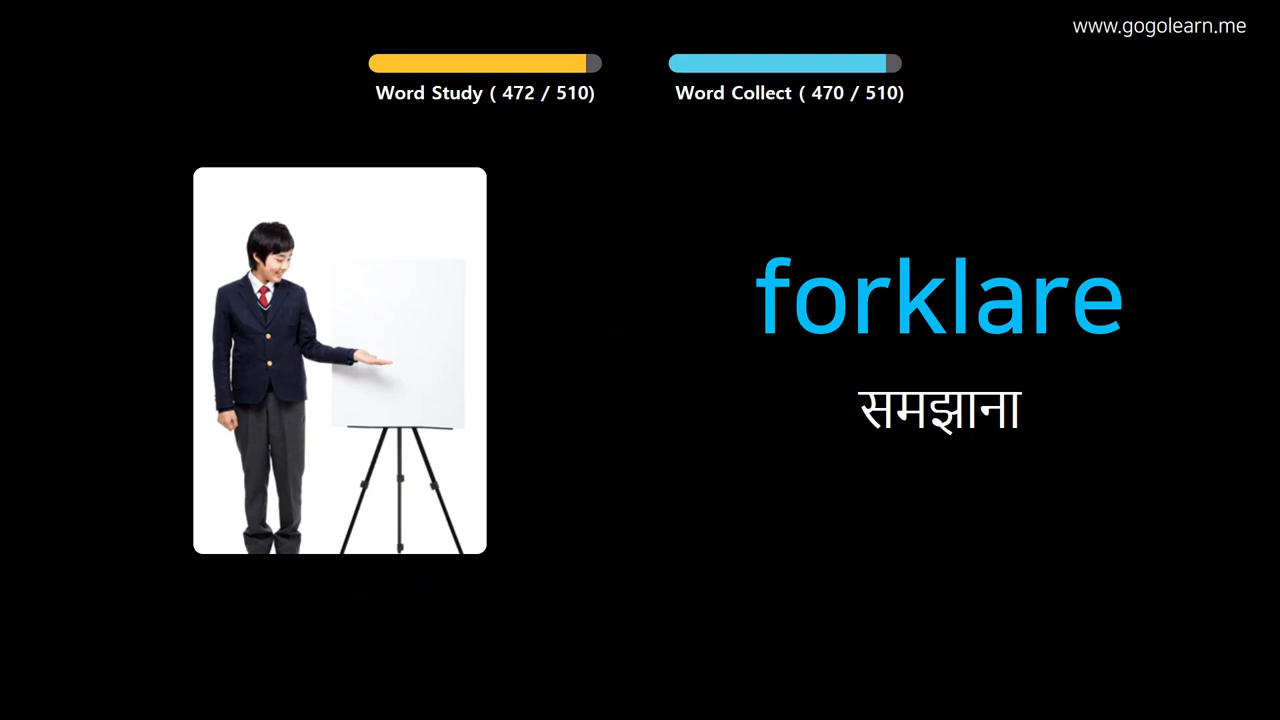 www.gogolearn.me
Word Study ( 472 / 510)
Word Collect ( 470 / 510)
forklare
समझाना